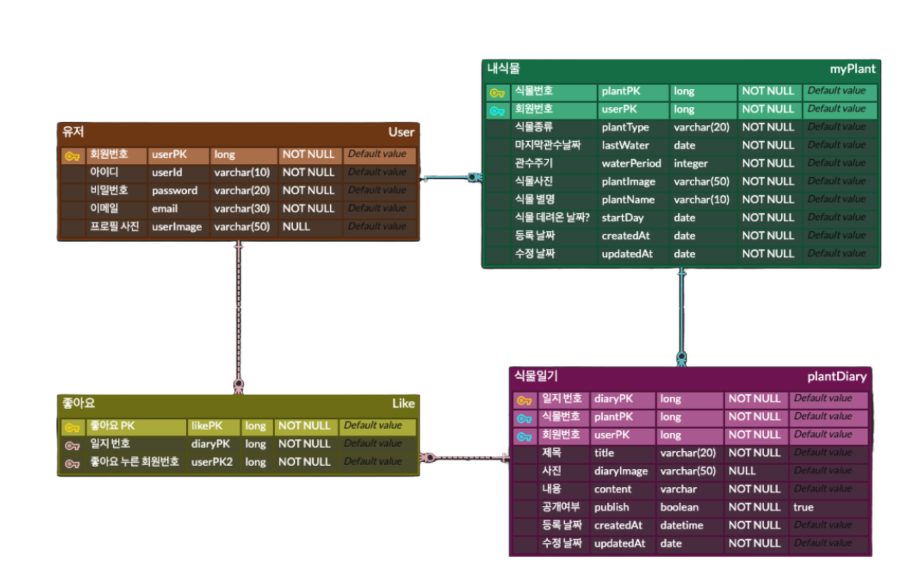 유저 User
회원번호 userPK long NOT NULL Default value
아이디 userId varchar(10) NOT NULL Default value
비밀번호 password varchar(20) NOT NULL Default value
이메일 email varchar(30) NOT NULL Default value
프로필 사진 userImage varchar(50) NULL Default value
내식물 myPlant
식물번호 plantPK long NOT NULL Default value
회원번호 userPK long NOT NULL Default value
식물종류 plantType varchar(20) NOT NULL Default value
마지막관수날짜 lastWater date NOT NULL Default value
관수주기 waterPeriod integer NOT NULL Default value
식물사진 plantImage varchar(50) NOT NULL Default value
식물 별명 plantName varchar(10) NOT NULL Default value
식물 데려온 날짜? startDay date NOT NULL Default value
등록 날짜 createdAt date NOT NULL Default value
수정 날짜 updatedAt date NOT NULL Default value
좋아요 Like
좋아요 PK likePK long NOT NULL Default value
일지 번호 diaryPK long NOT NULL Default value
좋아요 누른 회원번호 userPK2 long NOT NULL Default value
식물일기 plantDiary
일지 번호 diaryPK long NOT NULL Default value
식물번호 plantPK long NOT NULL Default value
회원번호 userPK long NOT NULL Default value
제목 title varchar(20) NOT NULL Default value
사진 diaryImage varchar(50) NULL Default value
내용 content varchar NOT NULL Default value
공개여부 publish boolean NOT NULL true
등록 날짜 createdAt datetime NOT NULL Default value
수정 날짜 updatedAt date NOT NULL Default value